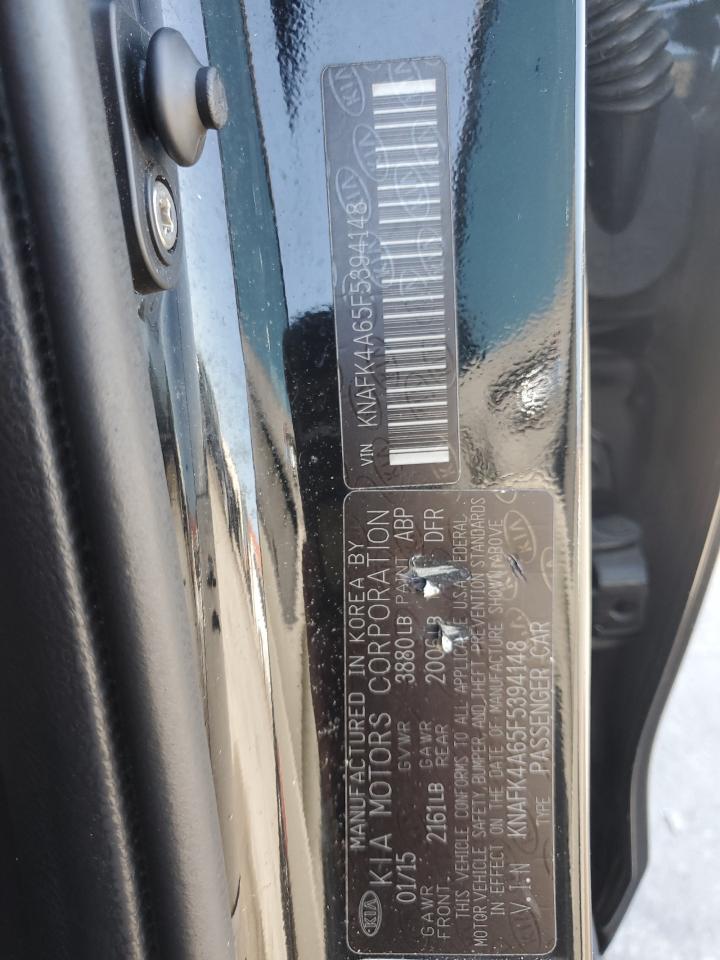 VIN KNAFK4A65F5394148
MANUFACTURED IN KOREA BY
KIA MOTORS CORPORATION
KIA
01/15 GVWR 3880LB PAINT ABP
GAWR FRONT 2161LB GAWR REAR DFR
THIS VEHICLE CONFORMS TO ALL APPLICABLE U.S.A. FEDERAL
MOTOR VEHICLE SAFETY, BUMPER, AND THEFT PREVENTION STANDARDS
IN EFFECT ON THE DATE OF MANUFACTURE SHOWN ABOVE
V.I.N KNAFK4A65F5394148
TYPE PASSENGER CAR